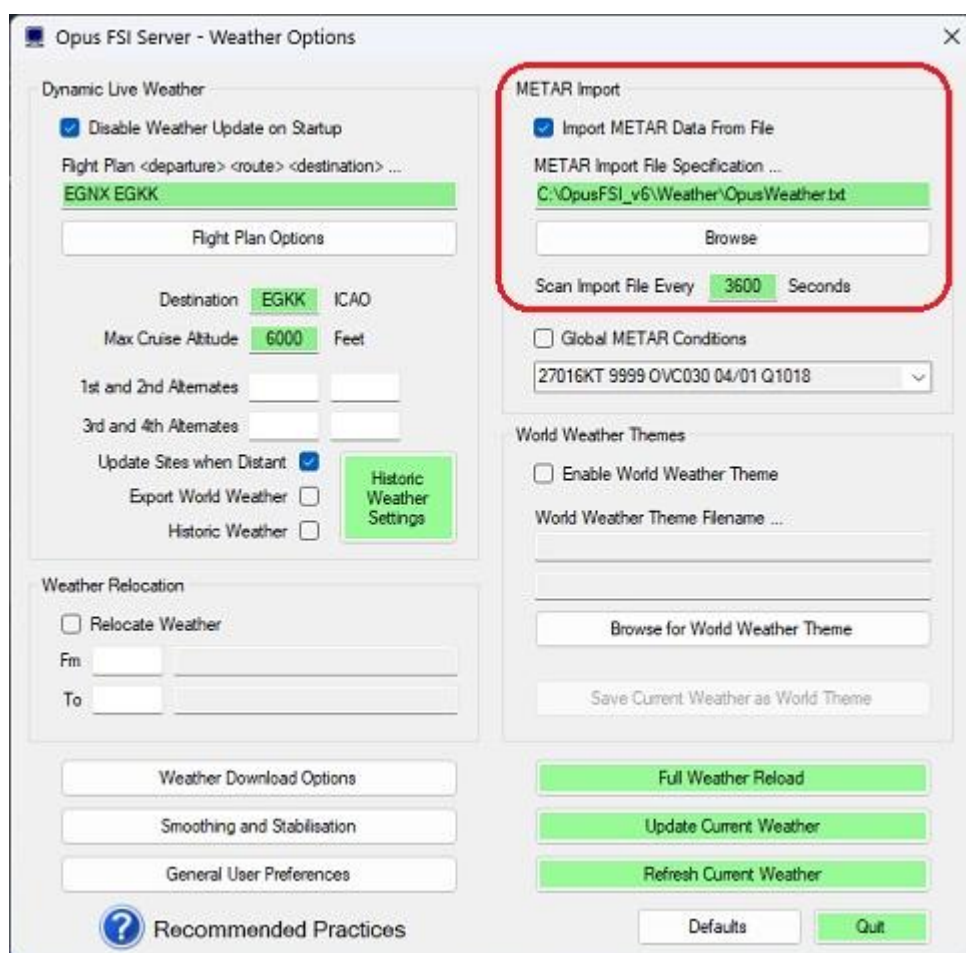 Opus FSI Server - Weather Options
Dynamic Live Weather
Disable Weather Update on Startup
Flight Plan <departure> <route> <destination> ...
EGNX EGKK
Flight Plan Options
Destination EGKK ICAO
Max Cruise Altitude 6000 Feet
1st and 2nd Alternates
3rd and 4th Alternates
Update Sites when Distant
Export World Weather
Historic Weather
Historic
Weather
Settings
Weather Relocation
Relocate Weather
Fm
To
Weather Download Options
Smoothing and Stabilisation
General User Preferences
Recommended Practices
METAR Import
Import METAR Data From File
METAR Import File Specification ...
C:\OpusFSI_v6\Weather\OpusWeather.txt
Browse
Scan Import File Every 3600 Seconds
Global METAR Conditions
27016KT 9999 OVC030 04/01 Q1018
World Weather Themes
Enable World Weather Theme
World Weather Theme Filename ...
Browse for World Weather Theme
Save Current Weather as World Theme
Full Weather Reload
Update Current Weather
Refresh Current Weather
Defaults
Quit